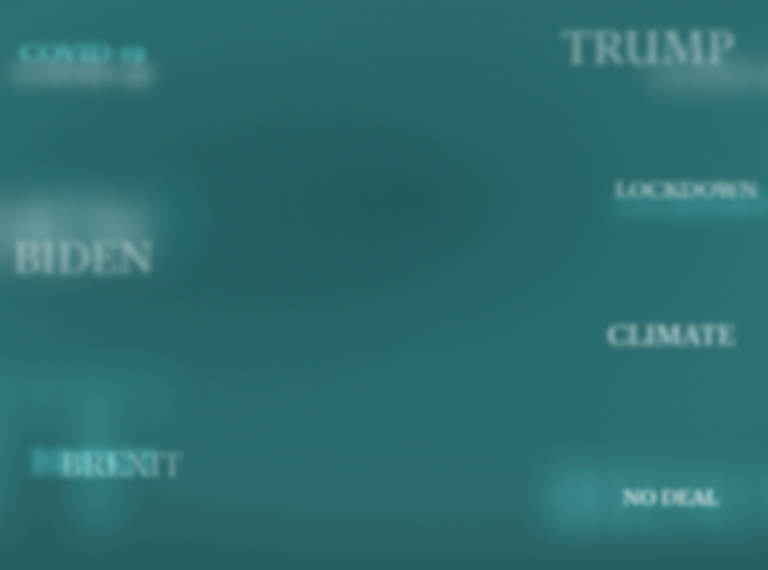 COVID-19
TRUMP
LOCKDOWN
BIDEN
CLIMATE
BREXIT
NO DEAL